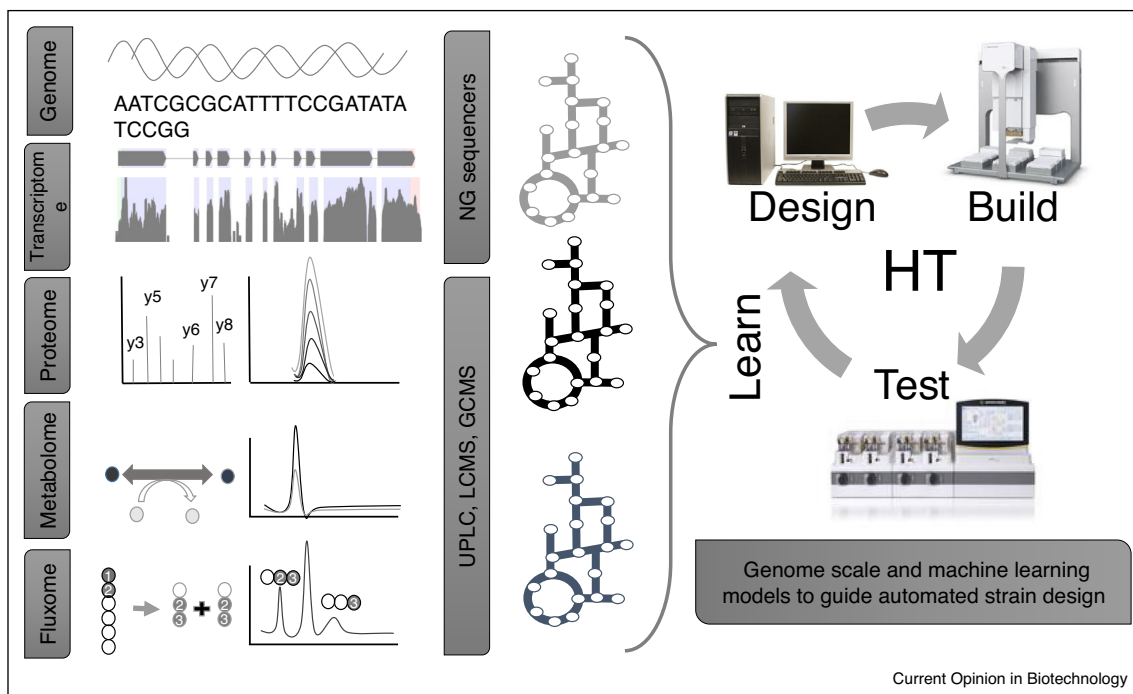 Genome
AATCGCGCATTTTCCGATATA
TCCGG
Transcriptom
e
Proteome
y3
y5
y6
y7
y8
Metabolome
Fluxome
1
2
2
3
2
3
2 3
3
NG sequencers
UPLC, LCMS, GCMS
Design
Build
HT
Learn
Test
Genome scale and machine learning
models to guide automated strain design
Current Opinion in Biotechnology